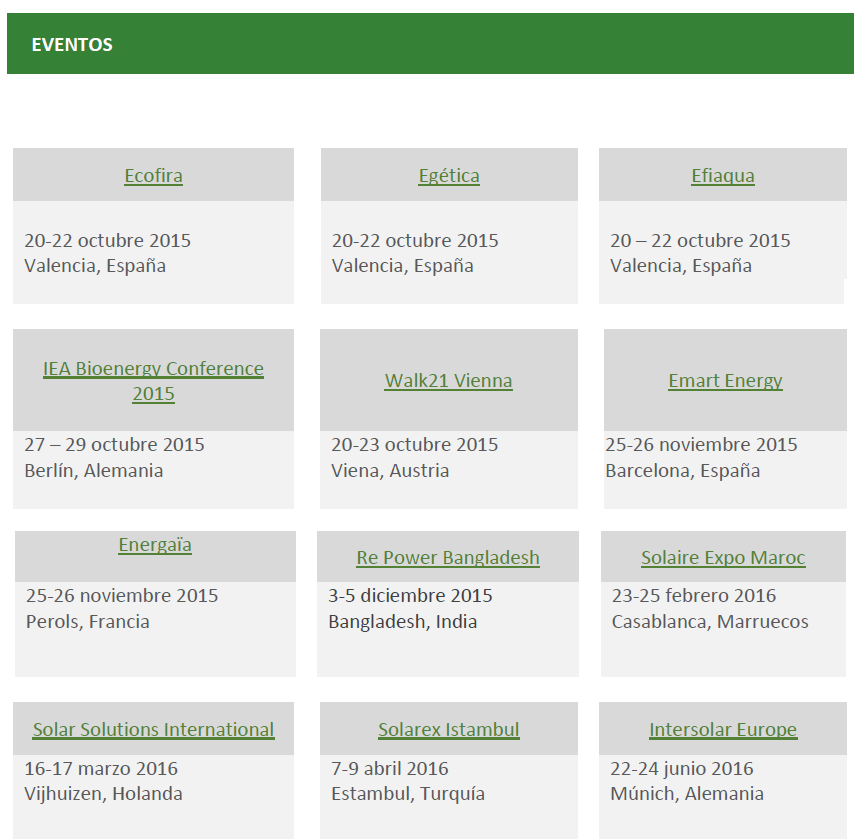 EVENTOS
Ecofira
20-22 octubre 2015
Valencia, España
Egética
20-22 octubre 2015
Valencia, España
Efiaqua
20 – 22 octubre 2015
Valencia, España
IEA Bioenergy Conference
2015
27 – 29 octubre 2015
Berlín, Alemania
Walk21 Vienna
20-23 octubre 2015
Viena, Austria
Emart Energy
25-26 noviembre 2015
Barcelona, España
Energaïa
25-26 noviembre 2015
Perols, Francia
Re Power Bangladesh
3-5 diciembre 2015
Bangladesh, India
Solaire Expo Maroc
23-25 febrero 2016
Casablanca, Marruecos
Solar Solutions International
16-17 marzo 2016
Vijhuizen, Holanda
Solarex Istambul
7-9 abril 2016
Estambul, Turquía
Intersolar Europe
22-24 junio 2016
Múnich, Alemania